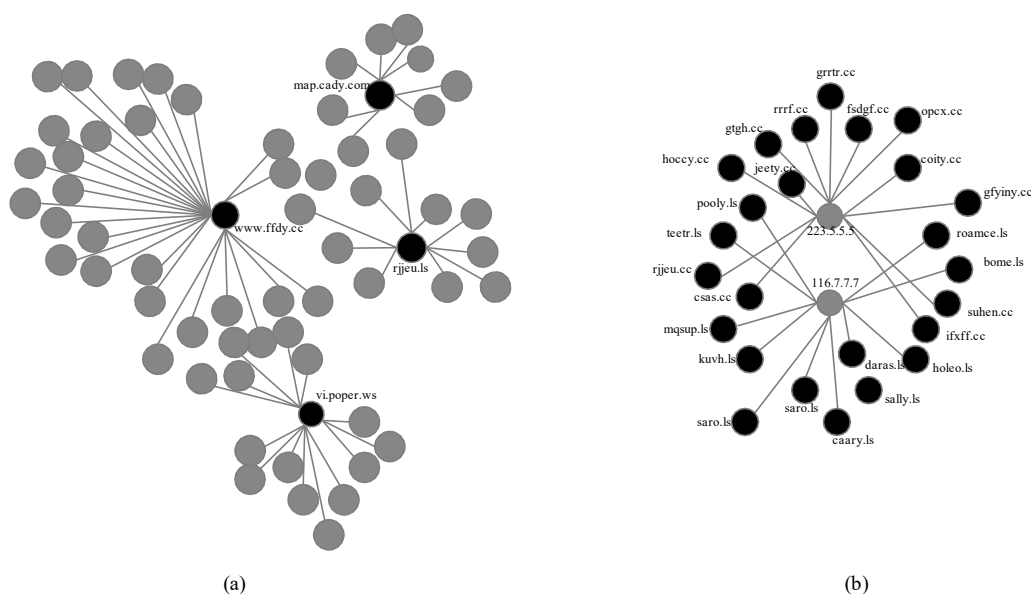 map.cady.com
www.ffdy.cc
rjjeu.ls
vi.poper.ws
(a)
grrtr.cc
rrrf.cc
fsdgf.cc
opcx.cc
gtgh.cc
hoccy.cc
jeety.cc
coity.cc
pooly.ls
gfyiny.cc
teetr.ls
223.5.5.5
roamce.ls
rjjeu.cc
bome.ls
csas.cc
116.7.7.7
suhen.cc
mqsup.ls
ifxff.cc
kuvh.ls
daras.ls
holeo.ls
saro.ls
sally.ls
saro.ls
caary.ls
(b)